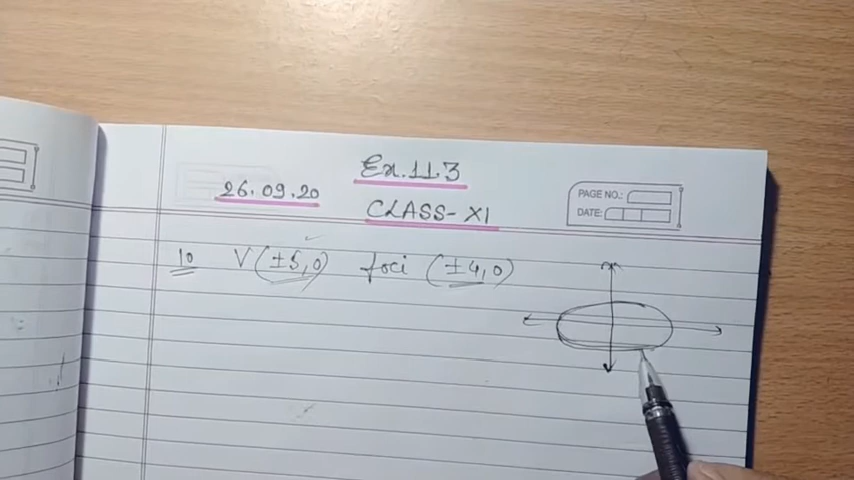 Ex.11.3
26.09.20
CLASS-XI
PAGE NO.:
DATE:
10 V(±5,0) foci (±4,0)